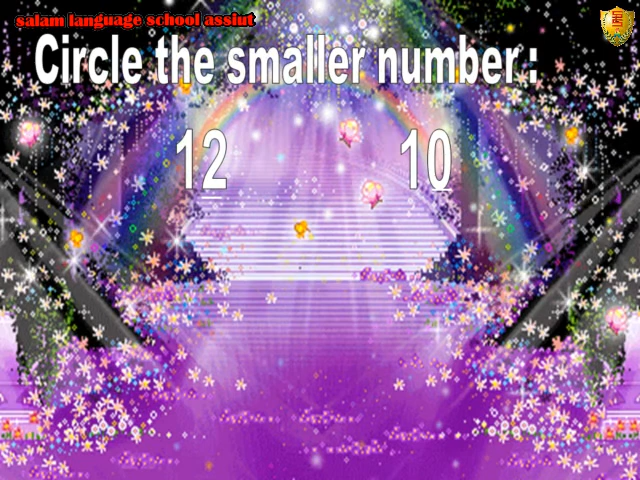 salam language school assiut
Circle the smaller number :
12 10